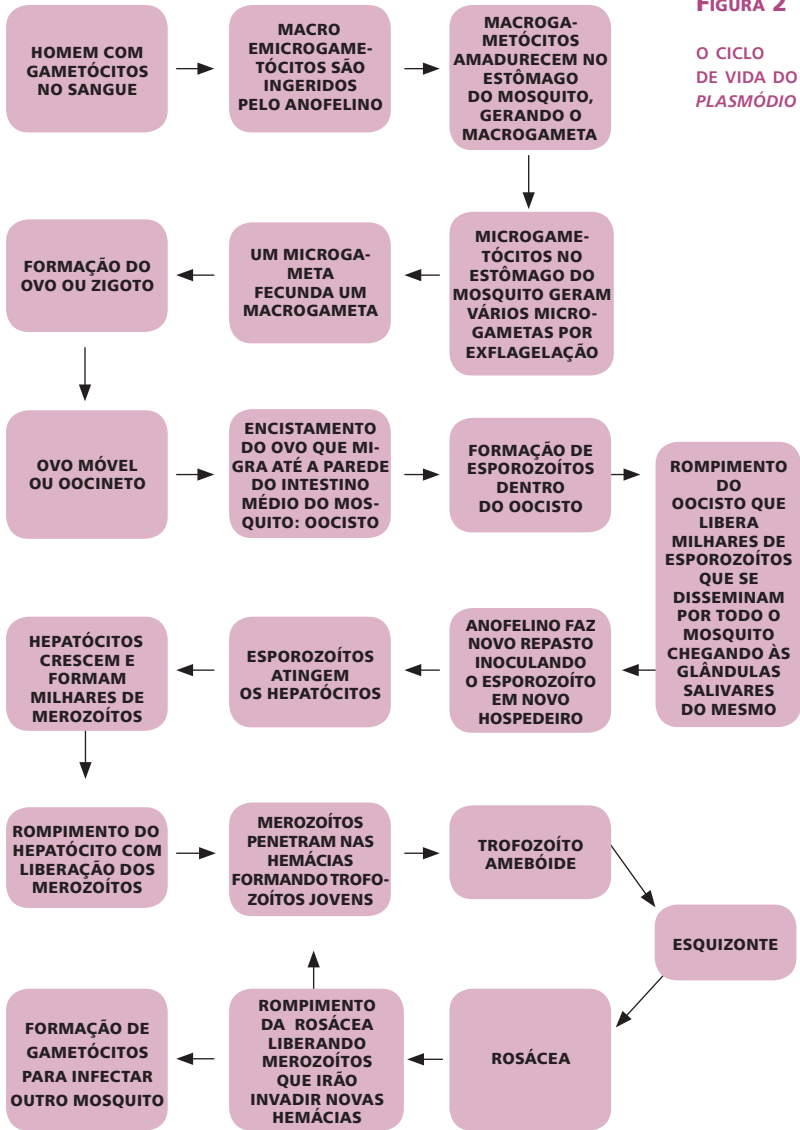 FIGURA 2
O CICLO
DE VIDA DO
PLASMÓDIO
HOMEM COM
GAMETÓCITOS
NO SANGUE
MACRO
EMICROGAME-
TÓCITOS SÃO
INGERIDOS
PELO ANOFELINO
MACROGA-
METÓCITOS
AMADURECEM NO
ESTÔMAGO
DO MOSQUITO,
GERANDO O
MACROGAMETA
MICROGAME-
TÓCITOS NO
ESTÔMAGO DO
MOSQUITO GERAM
VÁRIOS MICRO-
GAMETAS POR
EXFLAGELAÇÃO
UM MICROGA-
META
FECUNDA UM
MACROGAMETA
FORMAÇÃO DO
OVO OU ZIGOTO
OVO MÓVEL
OU OOCINETO
ENCISTAMENTO
DO OVO QUE MI-
GRA ATÉ A PAREDE
DO INTESTINO
MÉDIO DO MOS-
QUITO: OOCISTO
FORMAÇÃO DE
ESPOROZOÍTOS
DENTRO
DO OOCISTO
ROMPIMENTO
DO
OOCISTO QUE
LIBERA
MILHARES DE
ESPOROZOÍTOS
QUE SE
DISSEMINAM
POR TODO O
MOSQUITO
CHEGANDO ÀS
GLÂNDULAS
SALIVARES
DO MESMO
ANOFELINO FAZ
NOVO REPASTO
INOCULANDO
O ESPOROZOÍTO
EM NOVO
HOSPEDEIRO
ESPOROZOÍTOS
ATINGEM
OS HEPATÓCITOS
HEPATÓCITOS
CRESCEM E
FORMAM
MILHARES DE
MEROZOÍTOS
ROMPIMENTO DO
HEPATÓCITO COM
LIBERAÇÃO DOS
MEROZOÍTOS
MEROZOÍTOS
PENETRAM NAS
HEMÁCIAS
FORMANDO TROFO-
ZOÍTOS JOVENS
TROFOZOÍTO
AMEBÓIDE
ESQUIZONTE
ROSÁCEA
ROMPIMENTO
DA ROSÁCEA
LIBERANDO
MEROZOÍTOS
QUE IRÃO
INVADIR NOVAS
HEMÁCIAS
FORMAÇÃO DE
GAMETÓCITOS
PARA INFECTAR
OUTRO MOSQUITO